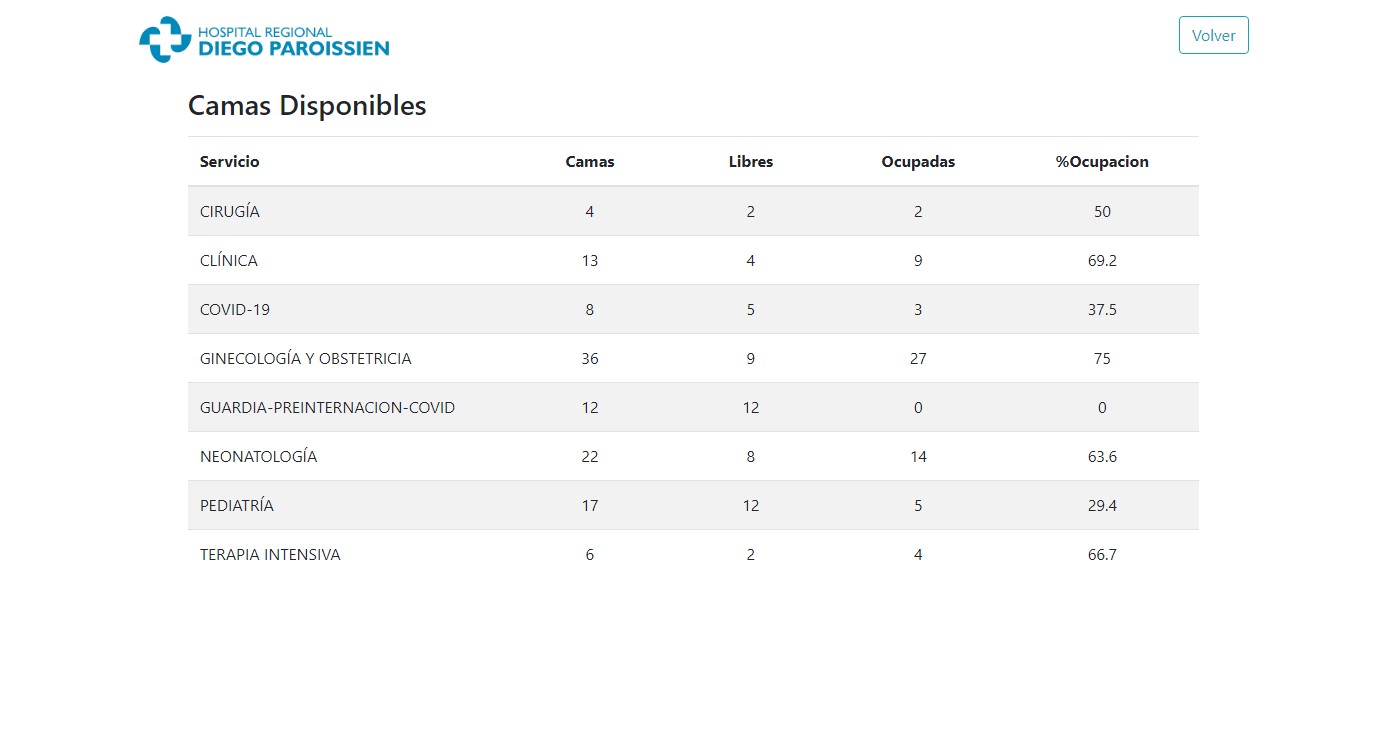 HOSPITAL REGIONAL
DIEGO PAROISSIEN
Volver
Camas Disponibles
Servicio Camas Libres Ocupadas %Ocupacion
CIRUGÍA 4 2 2 50
CLÍNICA 13 4 9 69.2
COVID-19 8 5 3 37.5
GINECOLOGÍA Y OBSTETRICIA 36 9 27 75
GUARDIA-PREINTERNACION-COVID 12 12 0 0
NEONATOLOGÍA 22 8 14 63.6
PEDIATRÍA 17 12 5 29.4
TERAPIA INTENSIVA 6 2 4 66.7